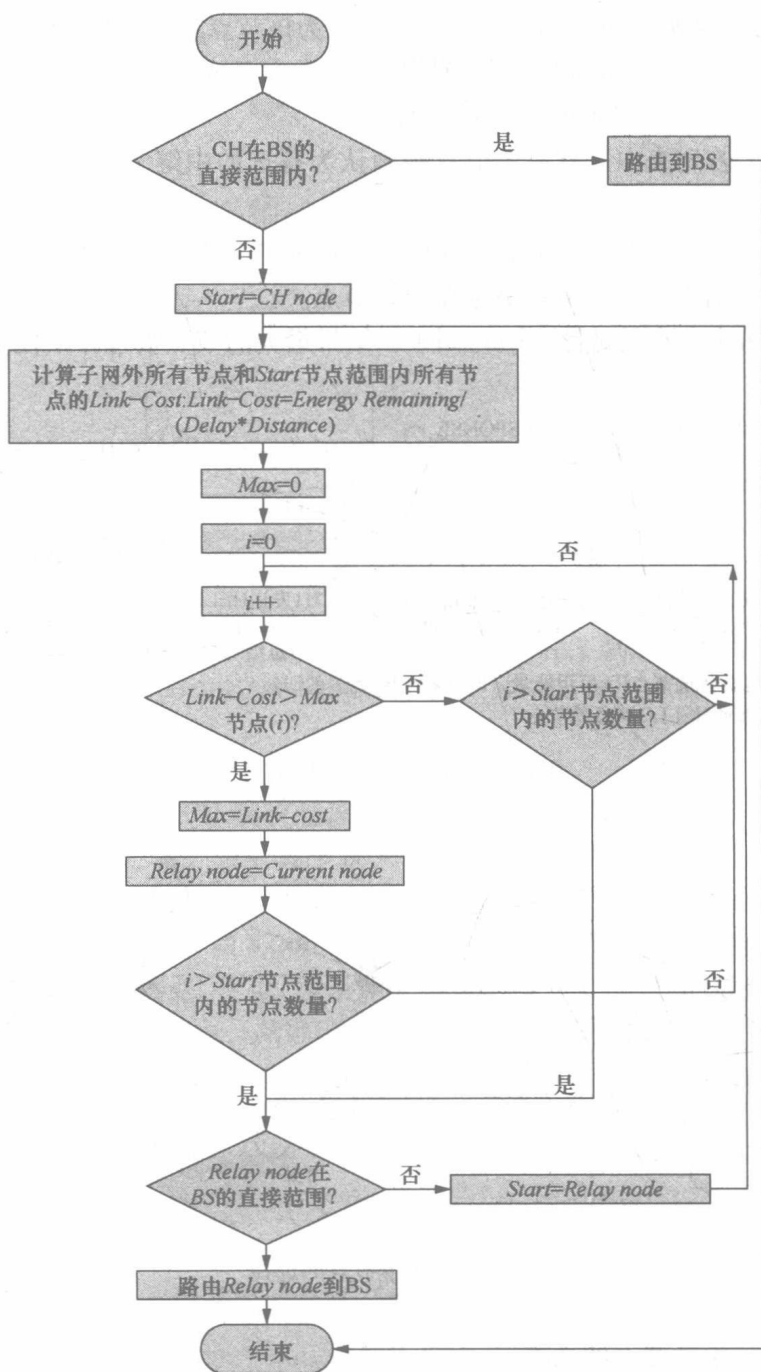 开始
CH在BS的
直接范围内?
是
路由到BS
否
Start=CH node
计算子网外所有节点和Start节点范围内所有节
点的Link-Cost:Link-Cost=Energy Remaining/
(Delay*Distance)
Max=0
i=0
否
i++
Link-Cost>Max
节点(i)?
否
i>Start节点范围
内的节点数量?
否
是
Max=Link-cost
Relay node=Current node
i>Start节点范围
内的节点数量?
否
是
是
Relay node在
BS的直接范围?
否
Start=Relay node
路由Relay node到BS
结束